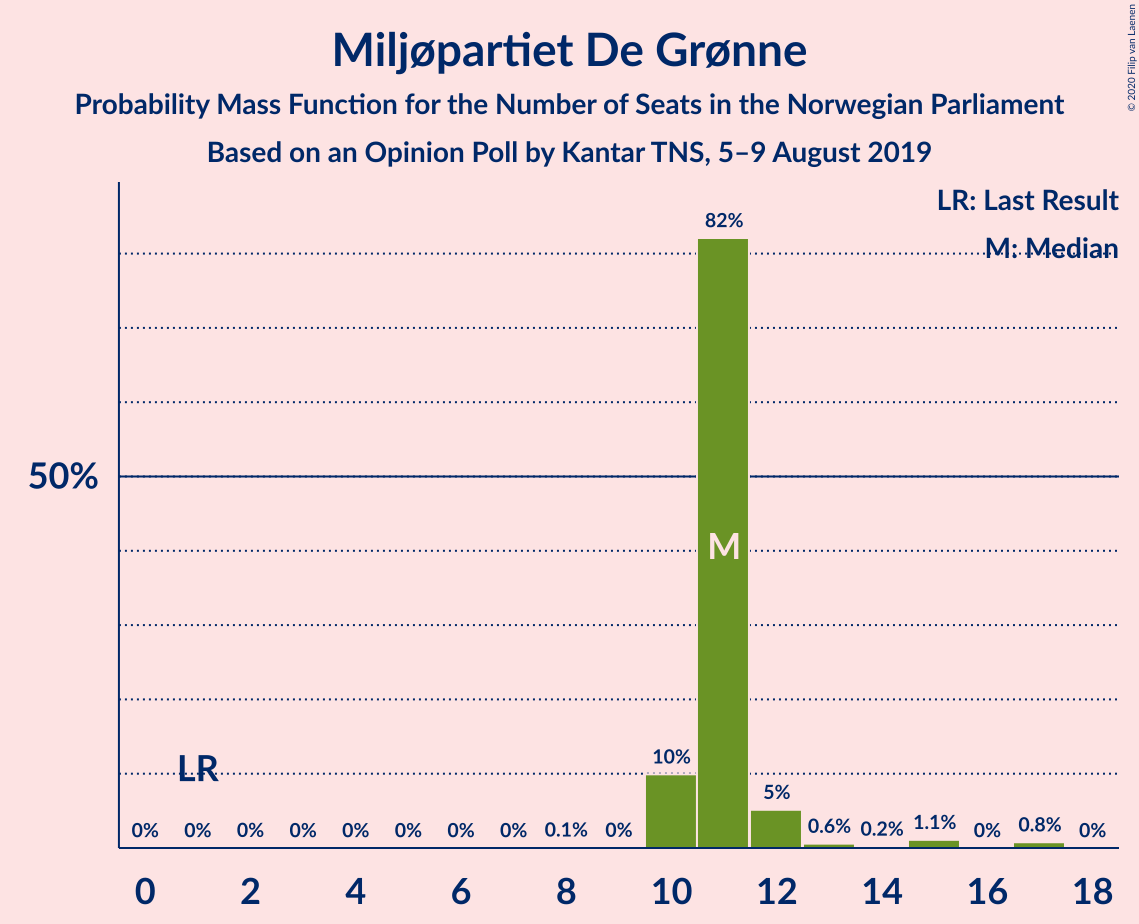 Miljøpartiet De Grønne
Probability Mass Function for the Number of Seats in the Norwegian Parliament
Based on an Opinion Poll by Kantar TNS, 5–9 August 2019
© 2020 Filip van Laenen
LR: Last Result
M: Median
82%
50%
M
LR
10%
5%
0% 0% 0% 0% 0% 0% 0% 0% 0.1% 0% 0.6% 0.2% 1.1% 0% 0.8% 0%
0 2 4 6 8 10 12 14 16 18